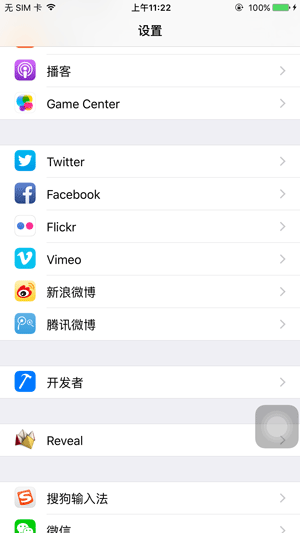 无 SIM 卡 上午11:22 100%
设置
播客
Game Center
Twitter
Facebook
Flickr
Vimeo
新浪微博
腾讯微博
开发者
Reveal
搜狗输入法
微信